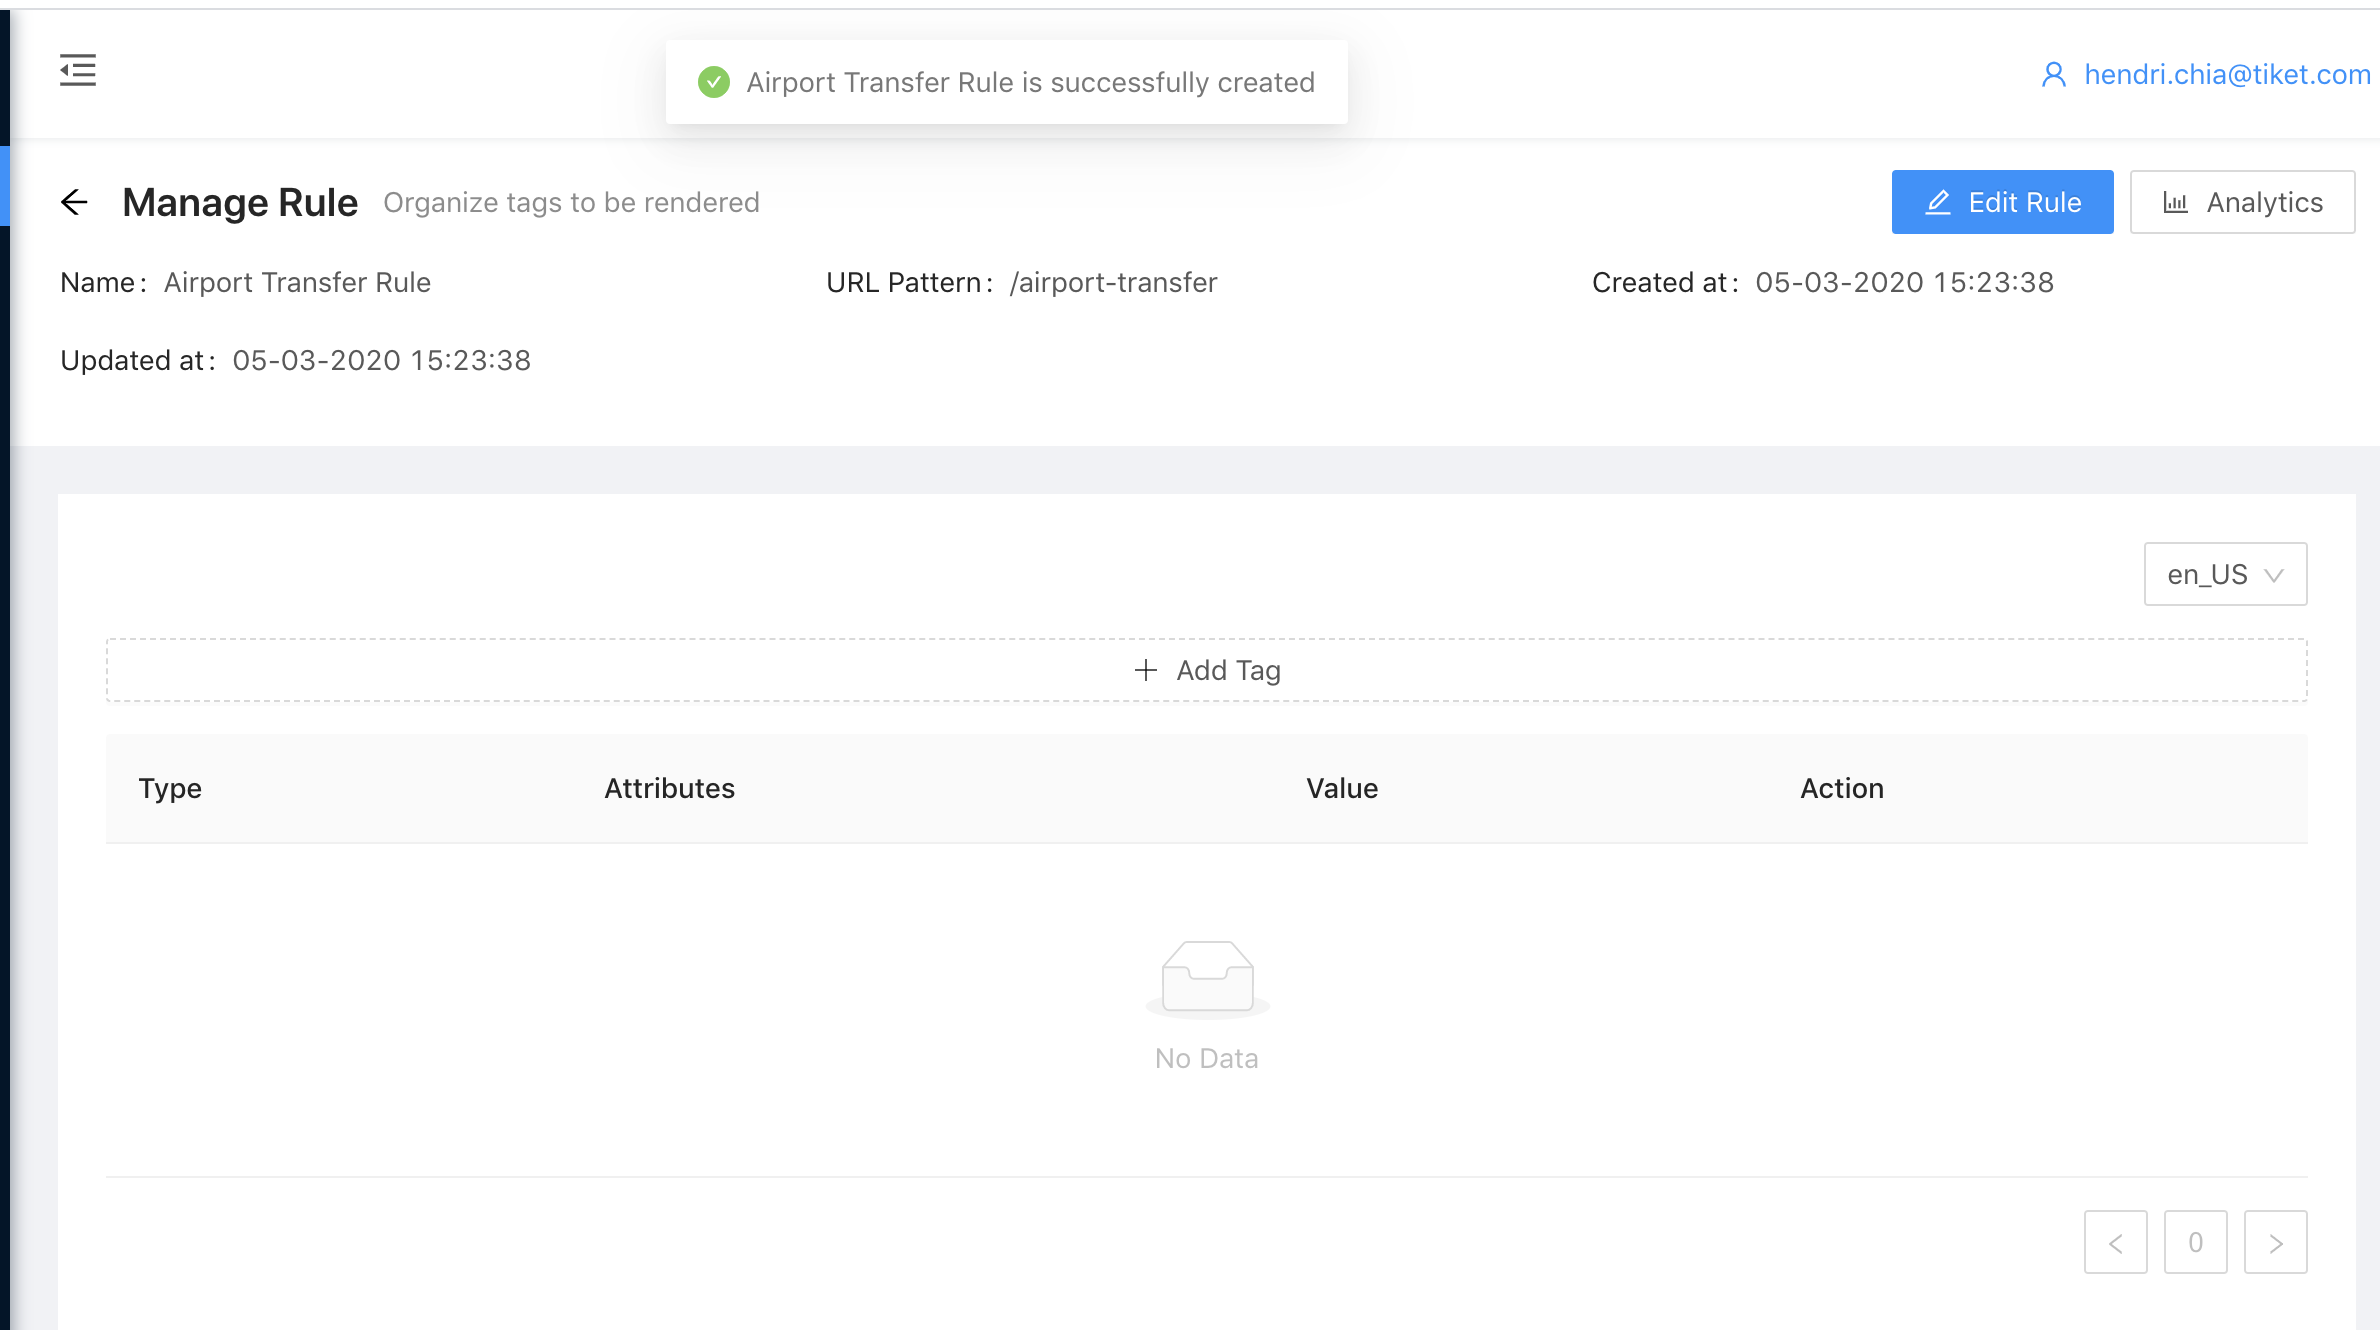 Airport Transfer Rule is successfully created
hendri.chia@tiket.com
Manage Rule Organize tags to be rendered
Edit Rule
Analytics
Name: Airport Transfer Rule
URL Pattern: /airport-transfer
Created at: 05-03-2020 15:23:38
Updated at: 05-03-2020 15:23:38
en_US
+ Add Tag
Type Attributes Value Action
No Data
< 0 >